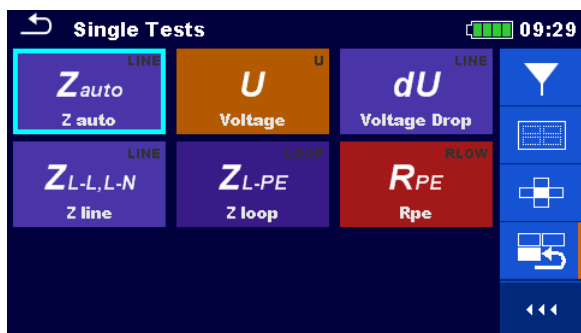 Single Tests
09:29
LINE
Zauto
Z auto
U
U
Voltage
LINE
dU
Voltage Drop
LINE
ZL-L,L-N
Z line
LOOP
ZL-PE
Z loop
RLOW
RPE
Rpe